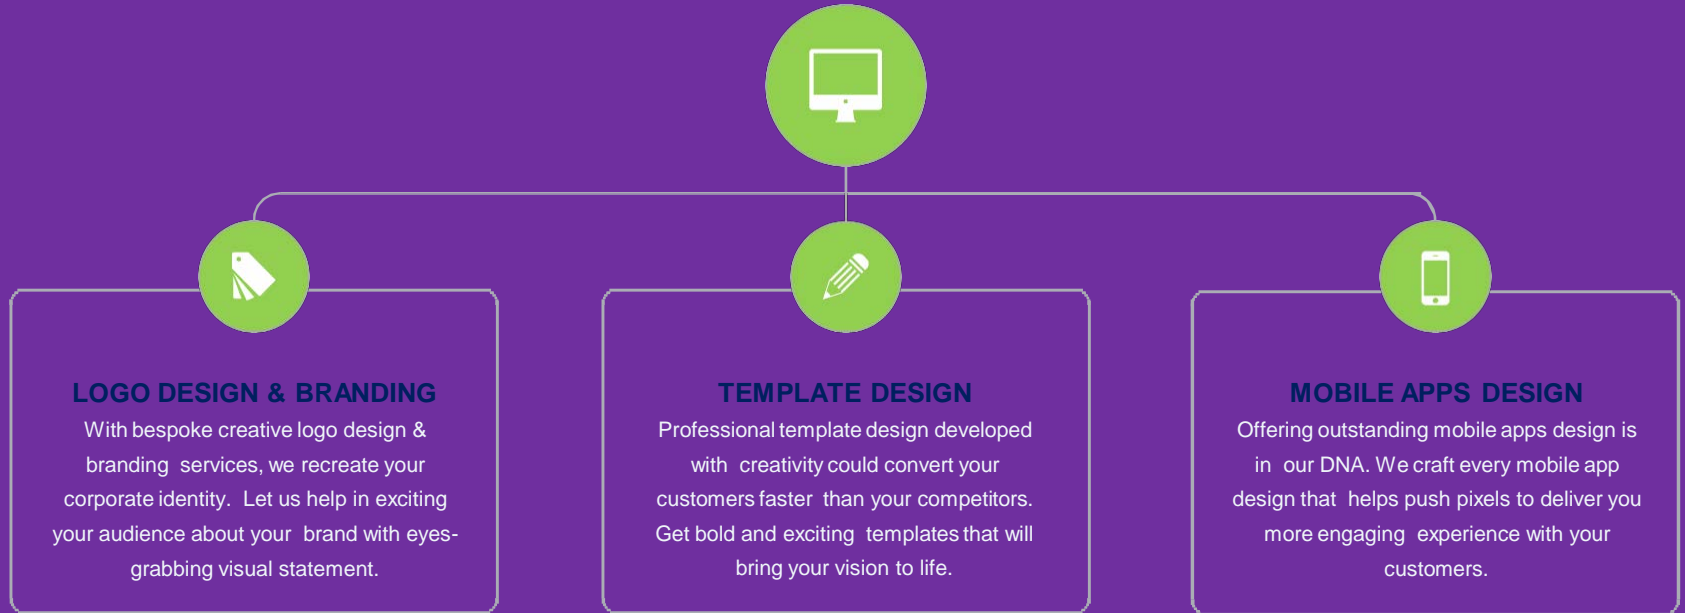 LOGO DESIGN & BRANDING
With bespoke creative logo design &
branding services, we recreate your
corporate identity. Let us help in exciting
your audience about your brand with eyes-
grabbing visual statement.
TEMPLATE DESIGN
Professional template design developed
with creativity could convert your
customers faster than your competitors.
Get bold and exciting templates that will
bring your vision to life.
MOBILE APPS DESIGN
Offering outstanding mobile apps design is
in our DNA. We craft every mobile app
design that helps push pixels to deliver you
more engaging experience with your
customers.